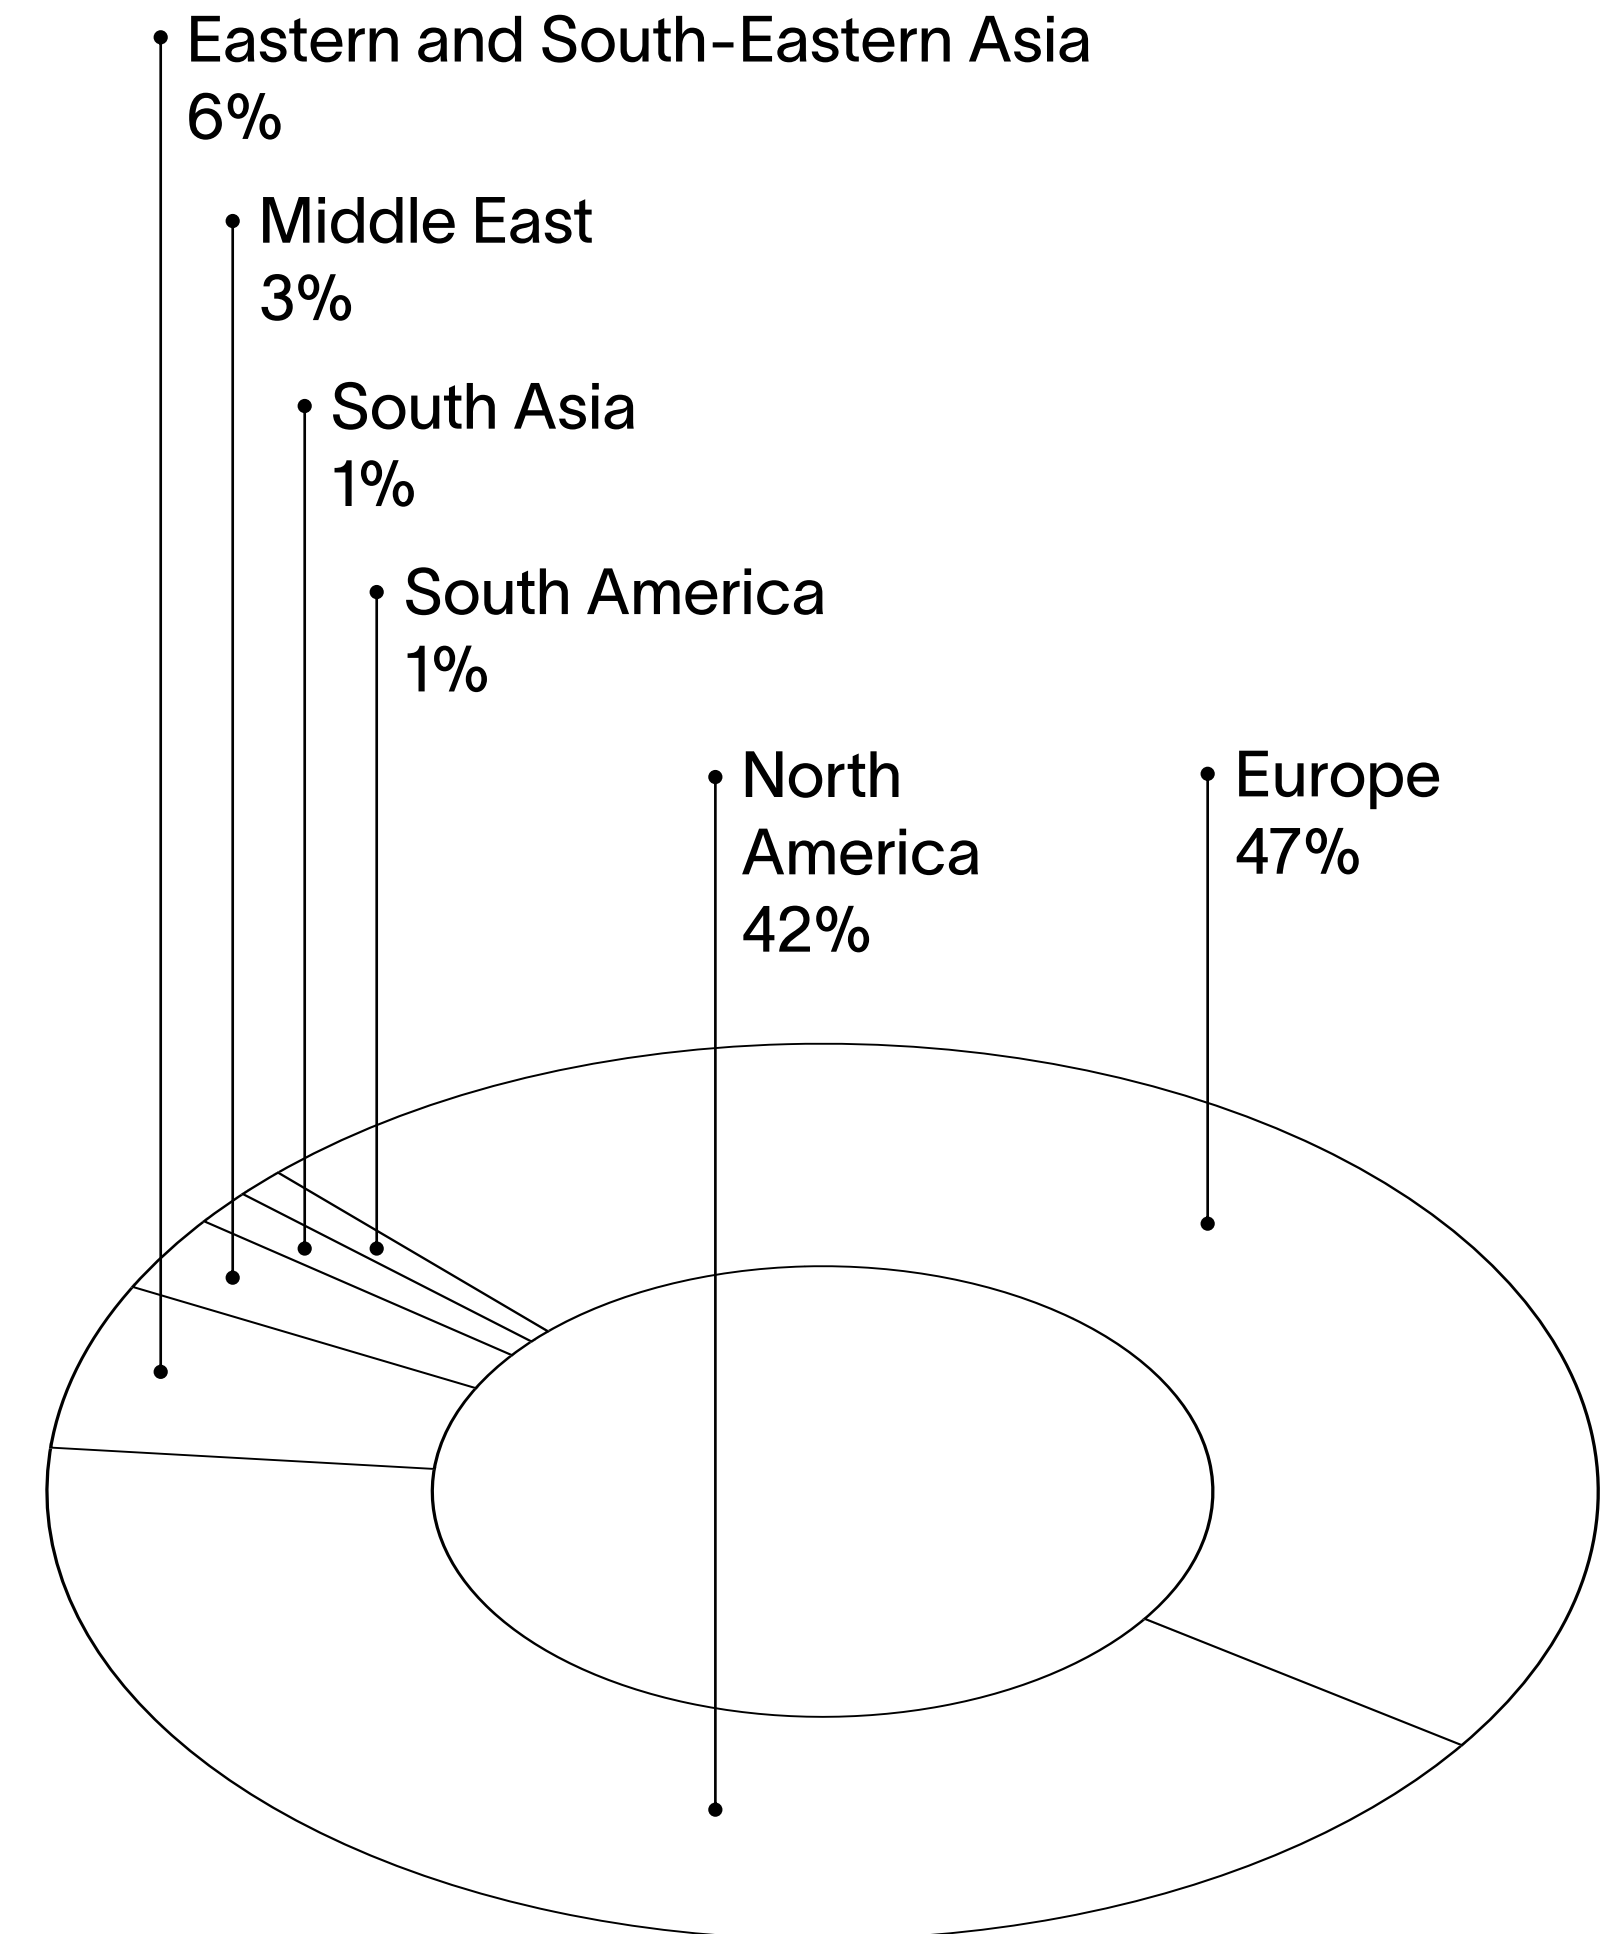 Eastern and South-Eastern Asia
6%
Middle East
3%
South Asia
1%
South America
1%
North
America
42%
Europe
47%